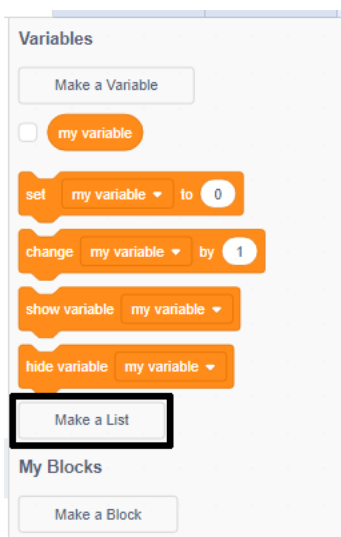 Variables
Make a Variable
my variable
set my variable to 0
change my variable by 1
show variable my variable
hide variable my variable
Make a List
My Blocks
Make a Block